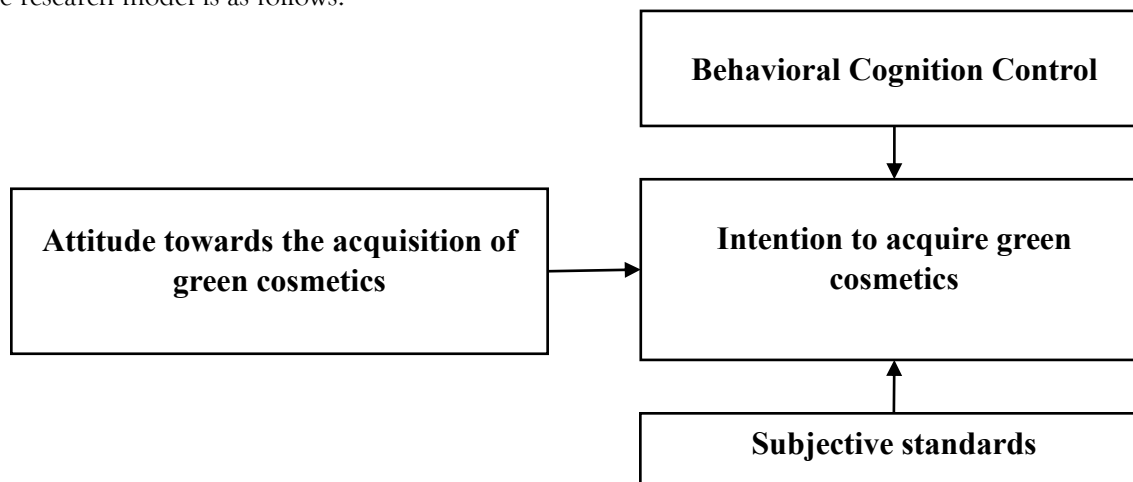 research model is as follows:
Behavioral Cognition Control
Attitude towards the acquisition of
green cosmetics
Intention to acquire green
cosmetics
Subjective standards